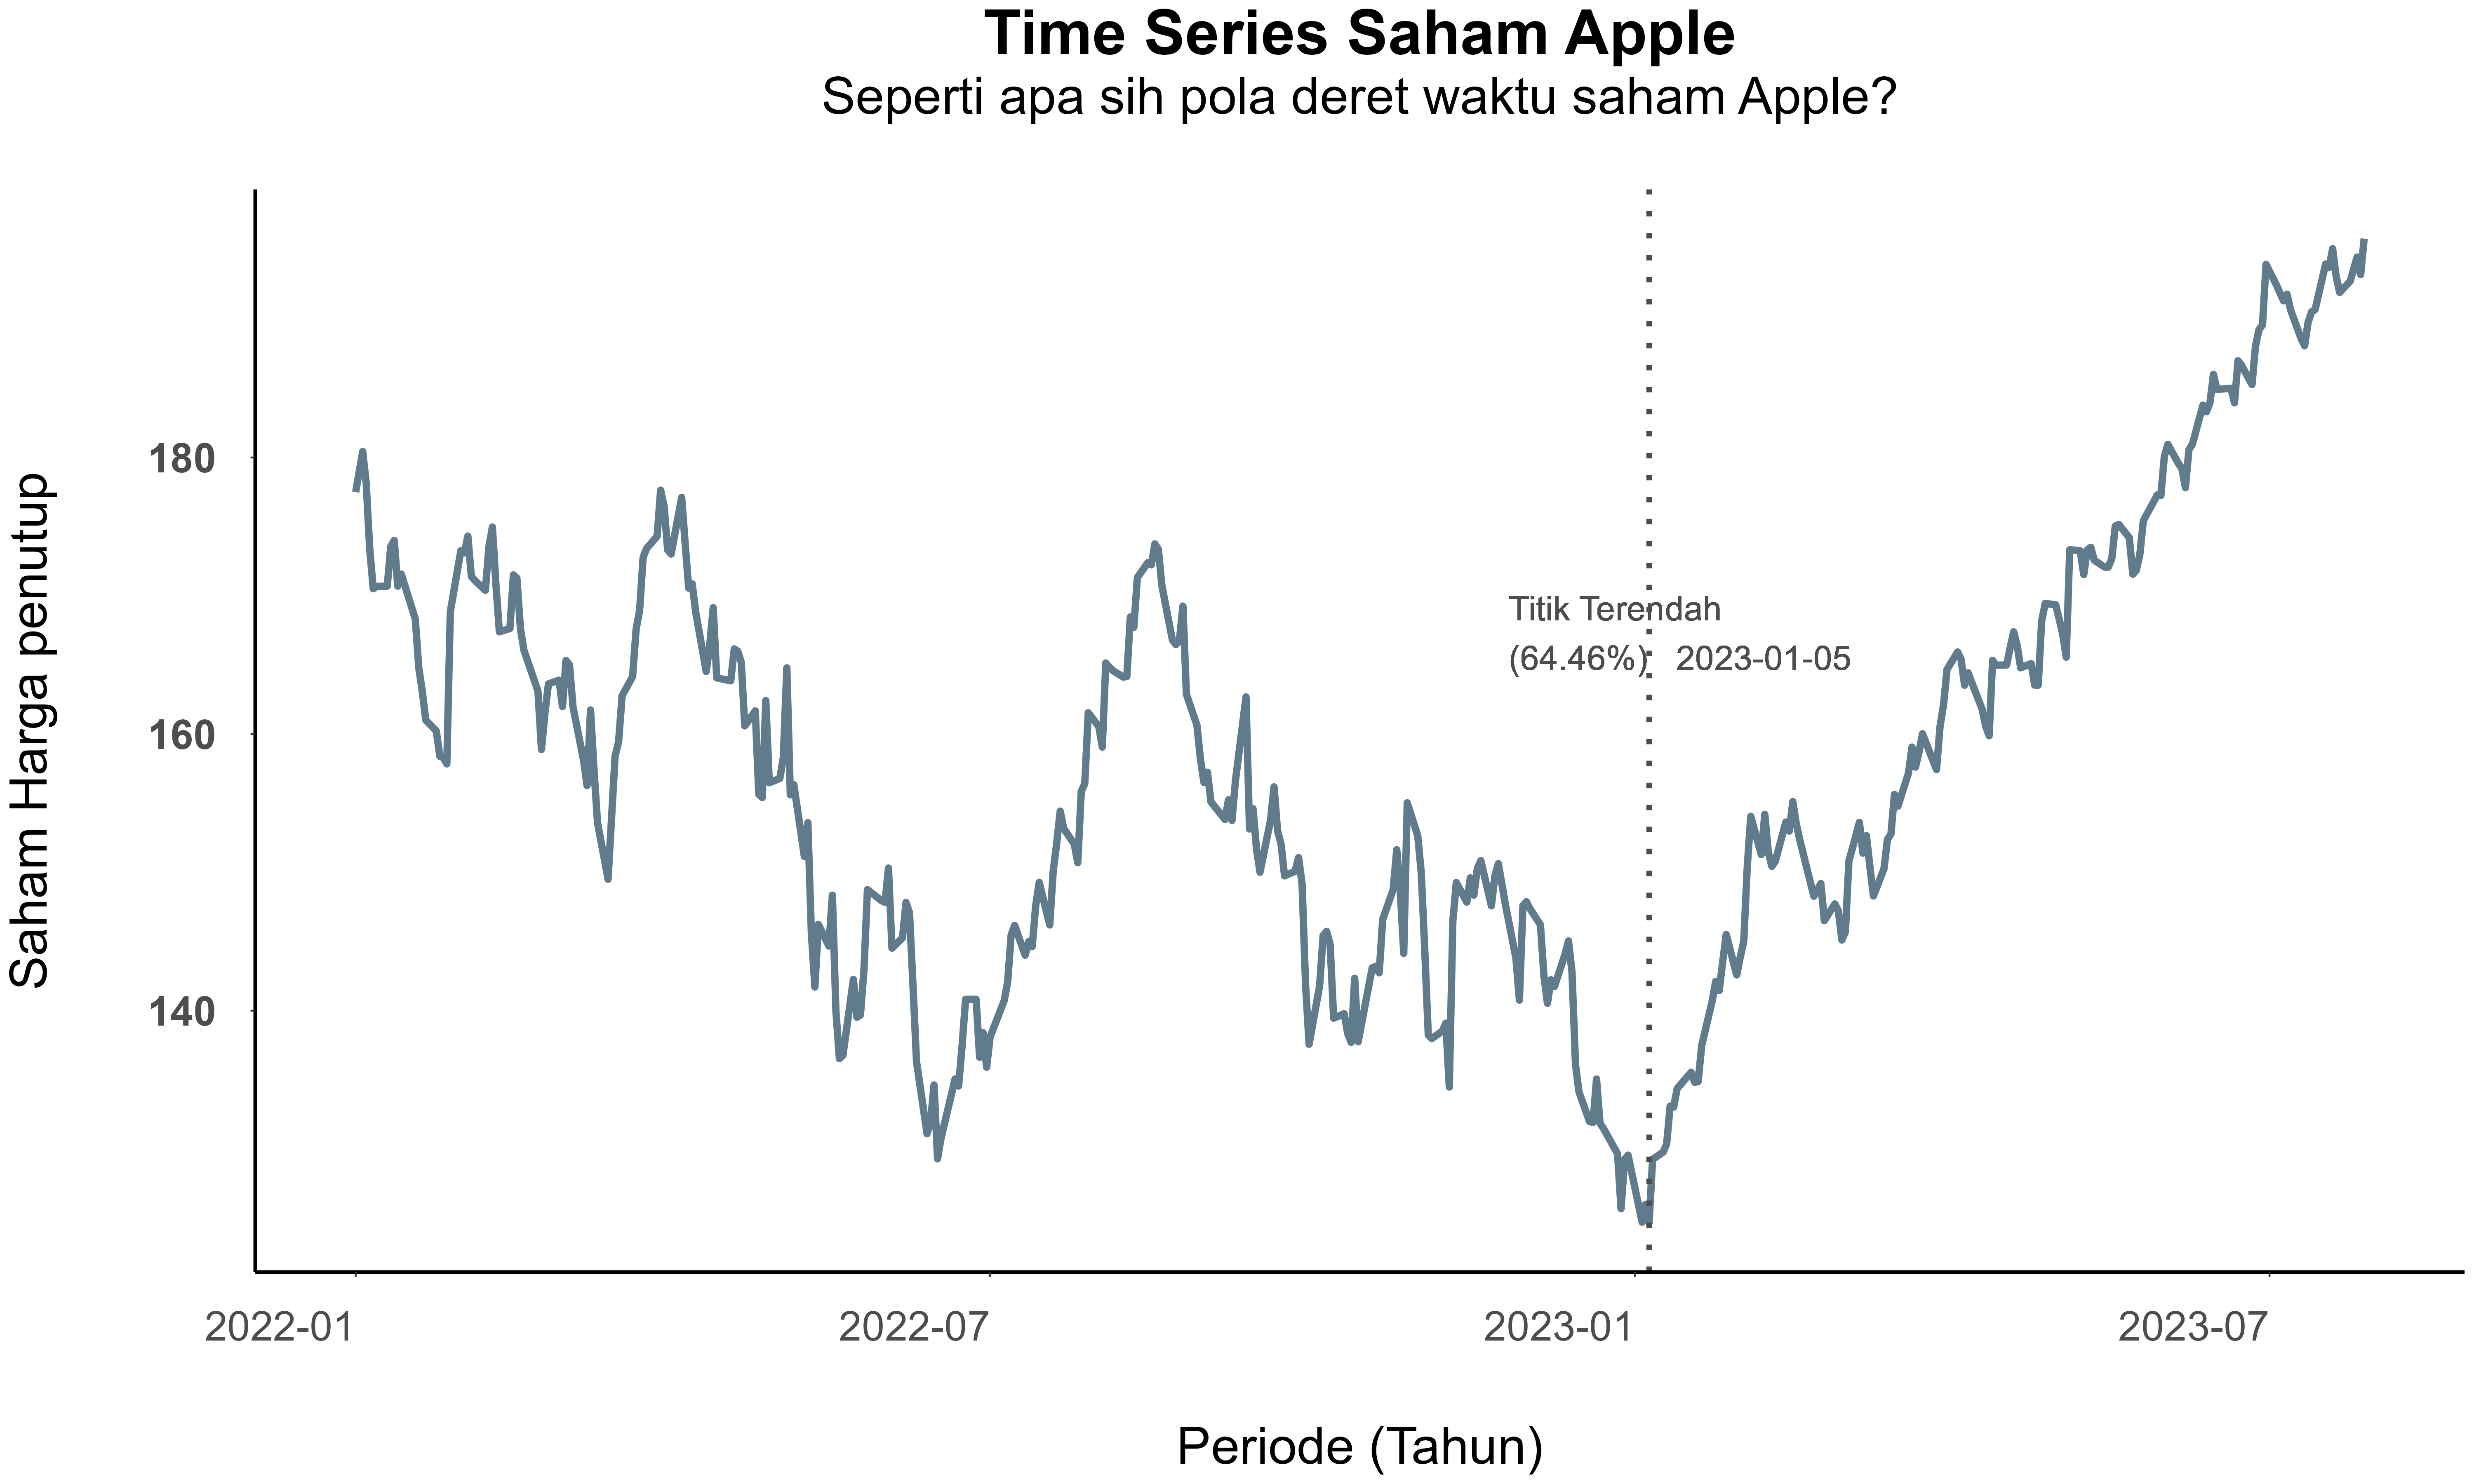 Time Series Saham Apple
Seperti apa sih pola deret waktu saham Apple?
Saham Harga penutup
180
160
140
Titik Terendah
(64.46%) 2023-01-05
2022-01
2022-07
2023-01
2023-07
Periode (Tahun)